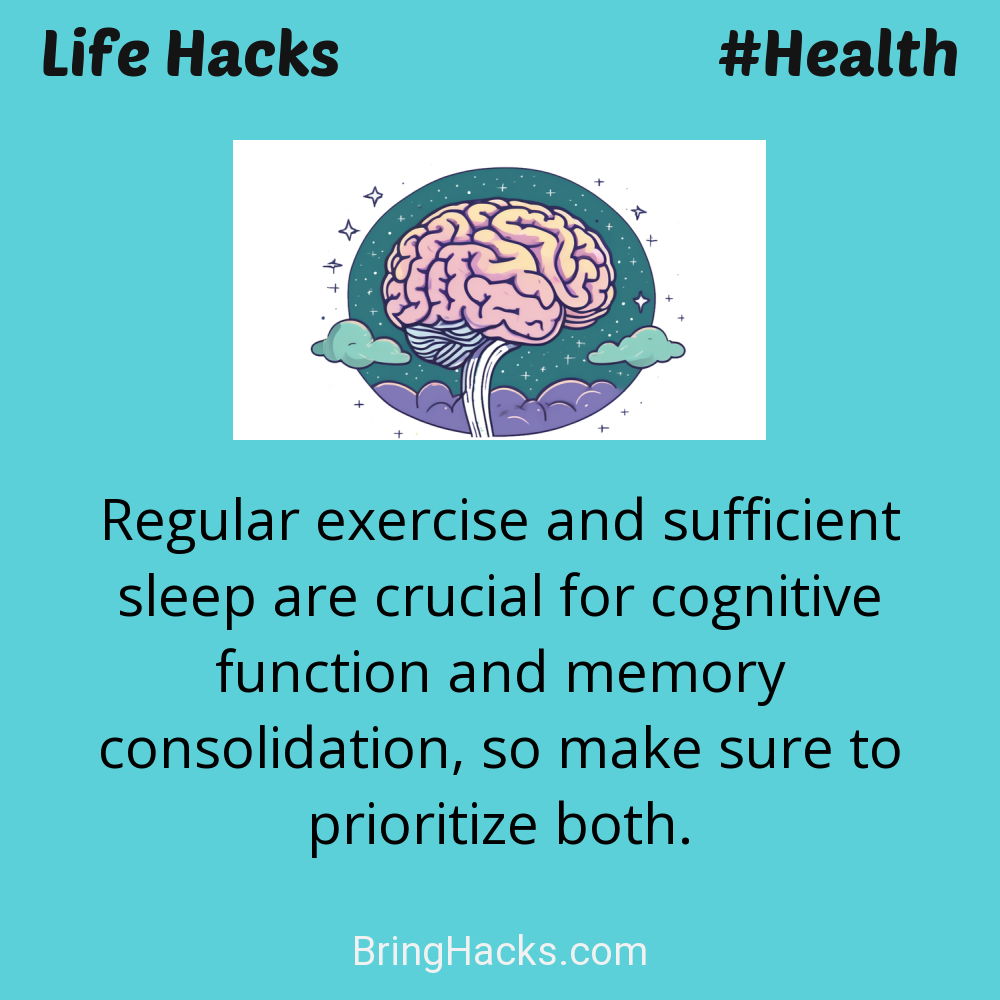 Life Hacks
#Health
Regular exercise and sufficient
sleep are crucial for cognitive
function and memory
consolidation, so make sure to
prioritize both.
BringHacks.com